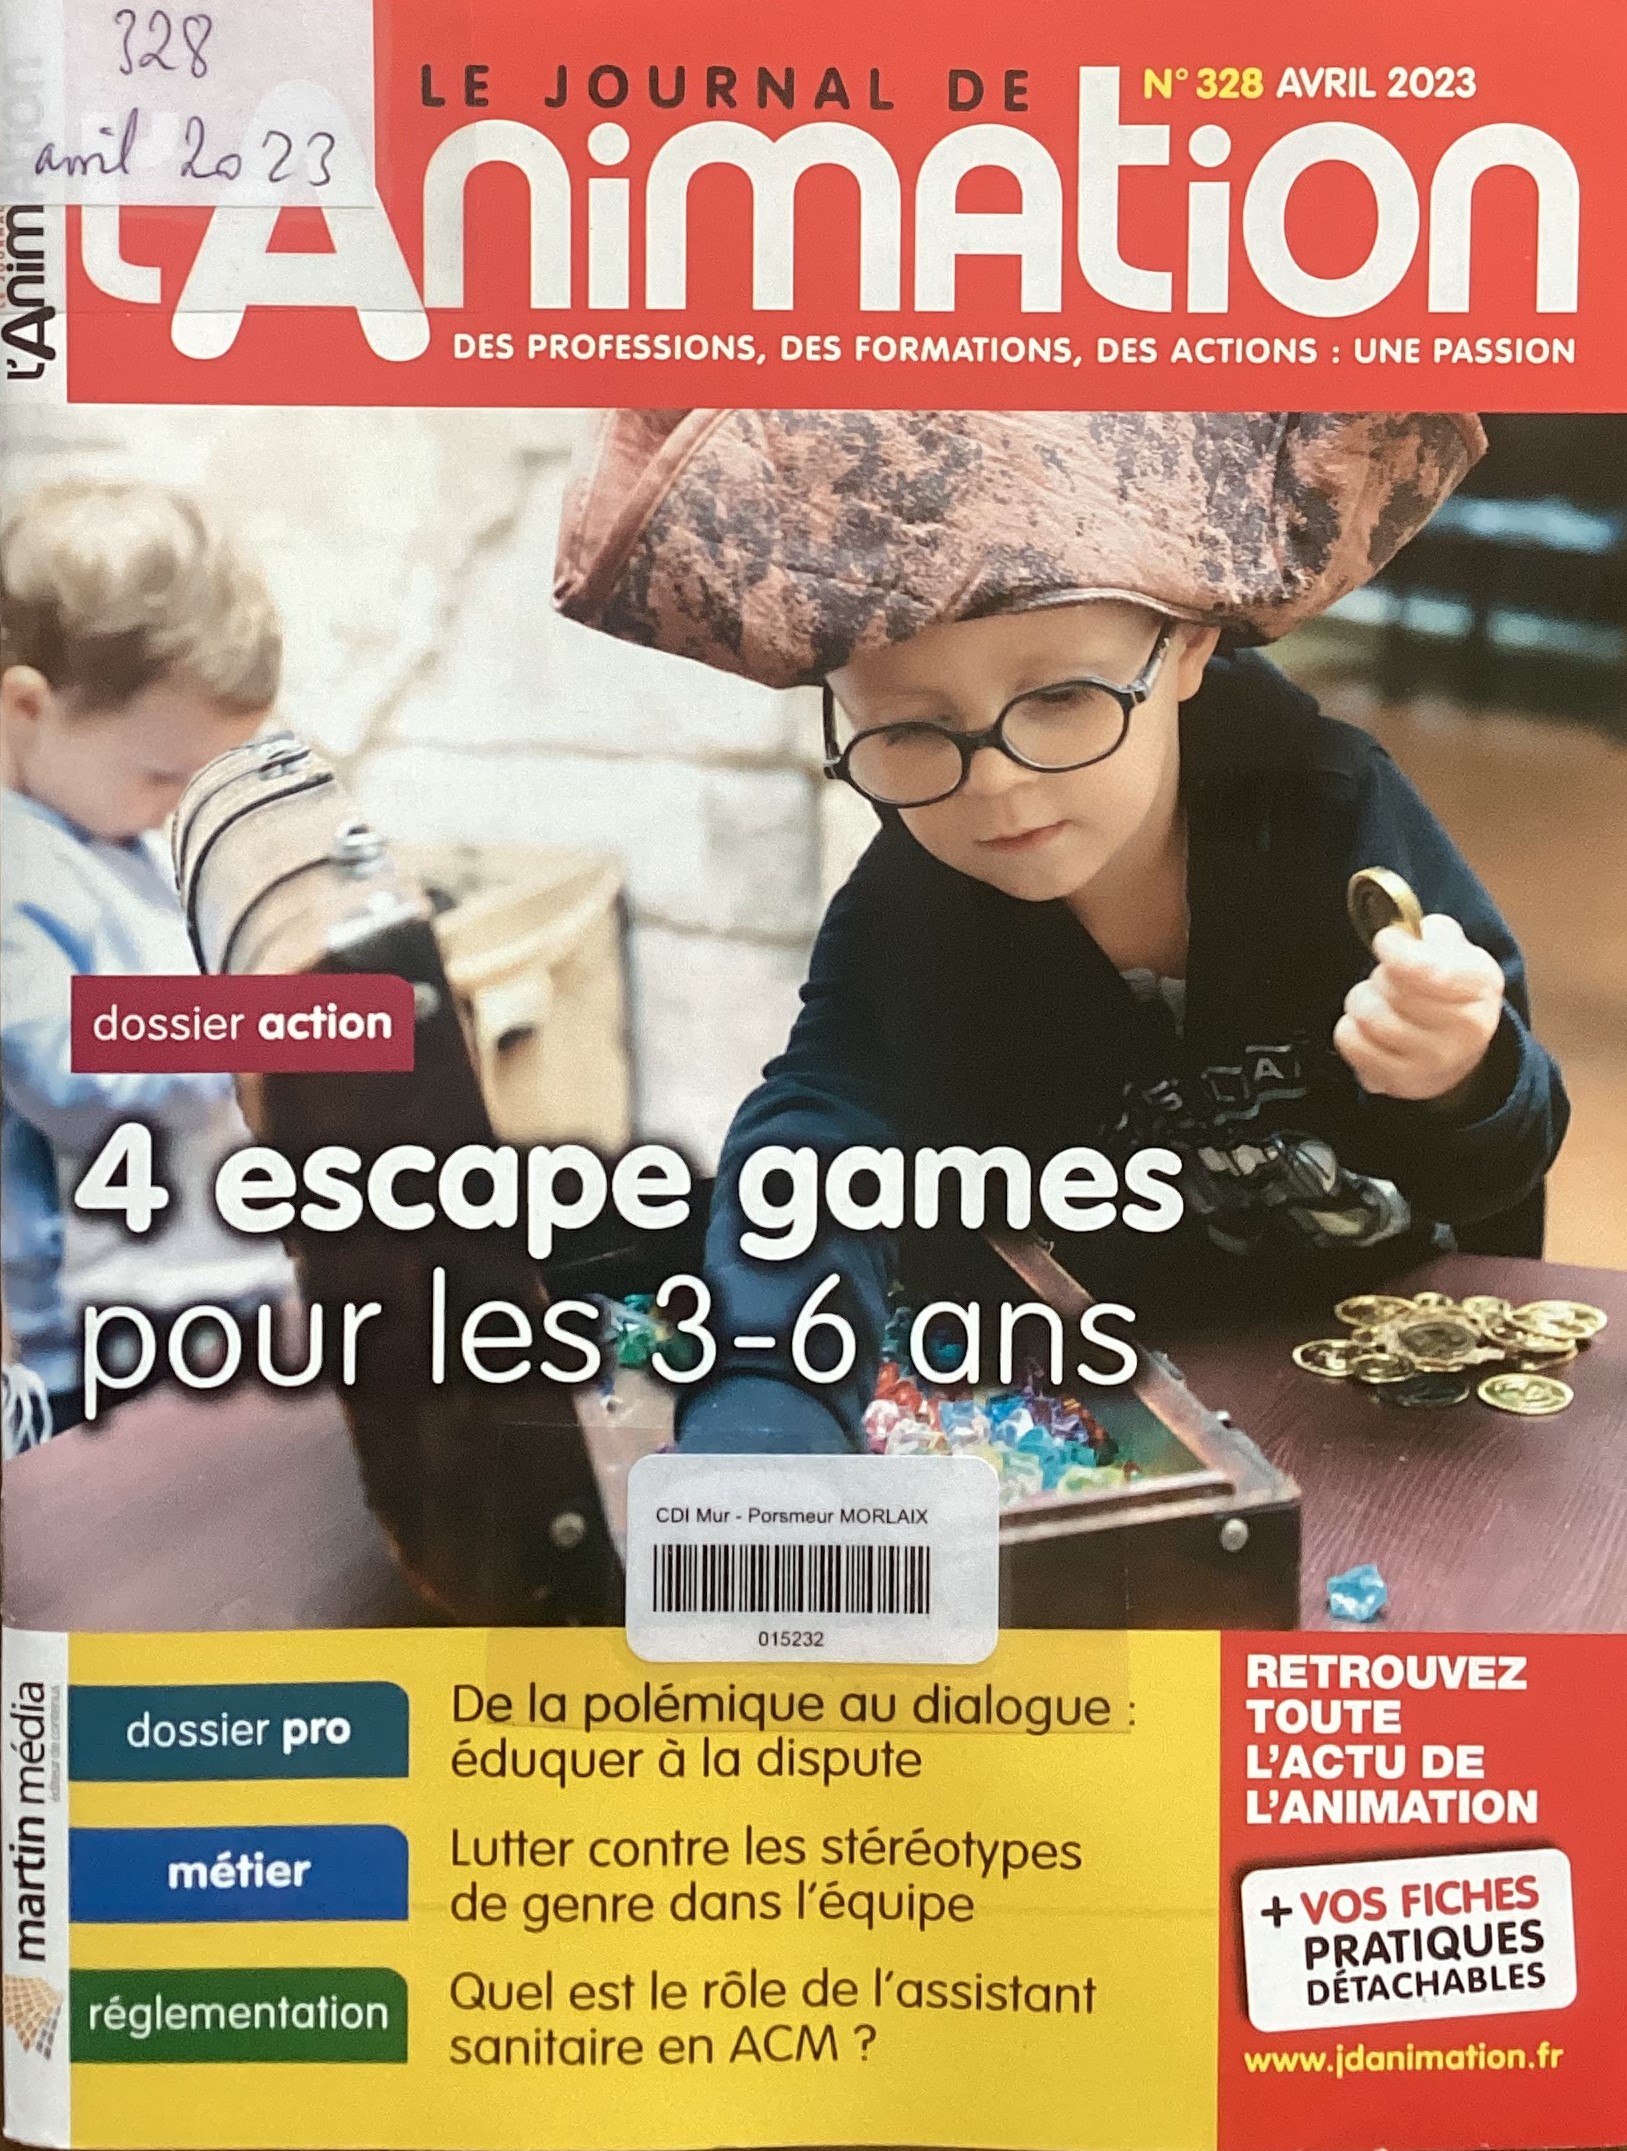 328
avril 2023
LE JOURNAL DE
N° 328 AVRIL 2023
l'Animation
DES PROFESSIONS, DES FORMATIONS, DES ACTIONS : UNE PASSION
l'Anim
dossier action
4 escape games
pour les 3-6 ans
CDI Mur - Porsmeur MORLAIX
015232
dossier pro
De la polémique au dialogue :
éduquer à la dispute
métier
Lutter contre les stéréotypes
de genre dans l'équipe
réglementation
Quel est le rôle de l'assistant
sanitaire en ACM ?
RETROUVEZ
TOUTE
L'ACTU DE
L'ANIMATION
+ VOS FICHES
PRATIQUES
DÉTACHABLES
www.jdanimation.fr
martin média
éditeur de contenus